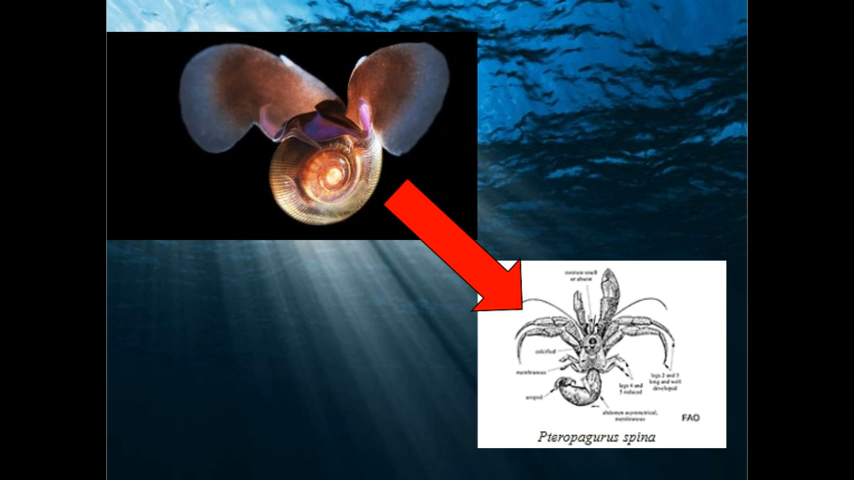 rostrum small
or absent
calcified
membranous
uropod
legs 4 and
5 reduced
legs 2 and 3
long and well
developed
abdomen asymmetrical,
membranous
FAO
Pteropagurus spina